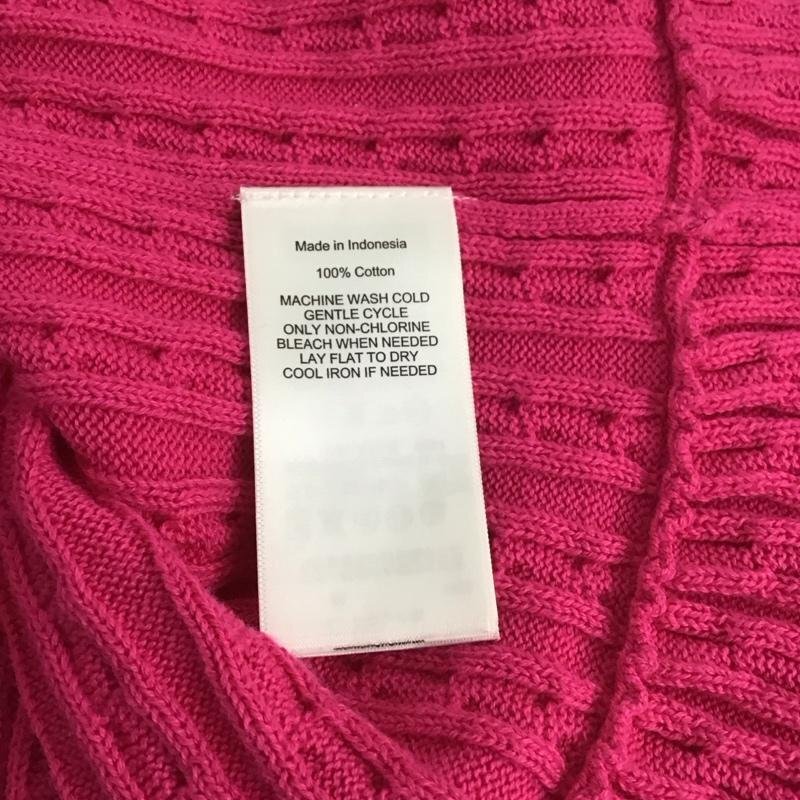 Made in Indonesia
100% Cotton
MACHINE WASH COLD
GENTLE CYCLE
ONLY NON-CHLORINE
BLEACH WHEN NEEDED
LAY FLAT TO DRY
COOL IRON IF NEEDED